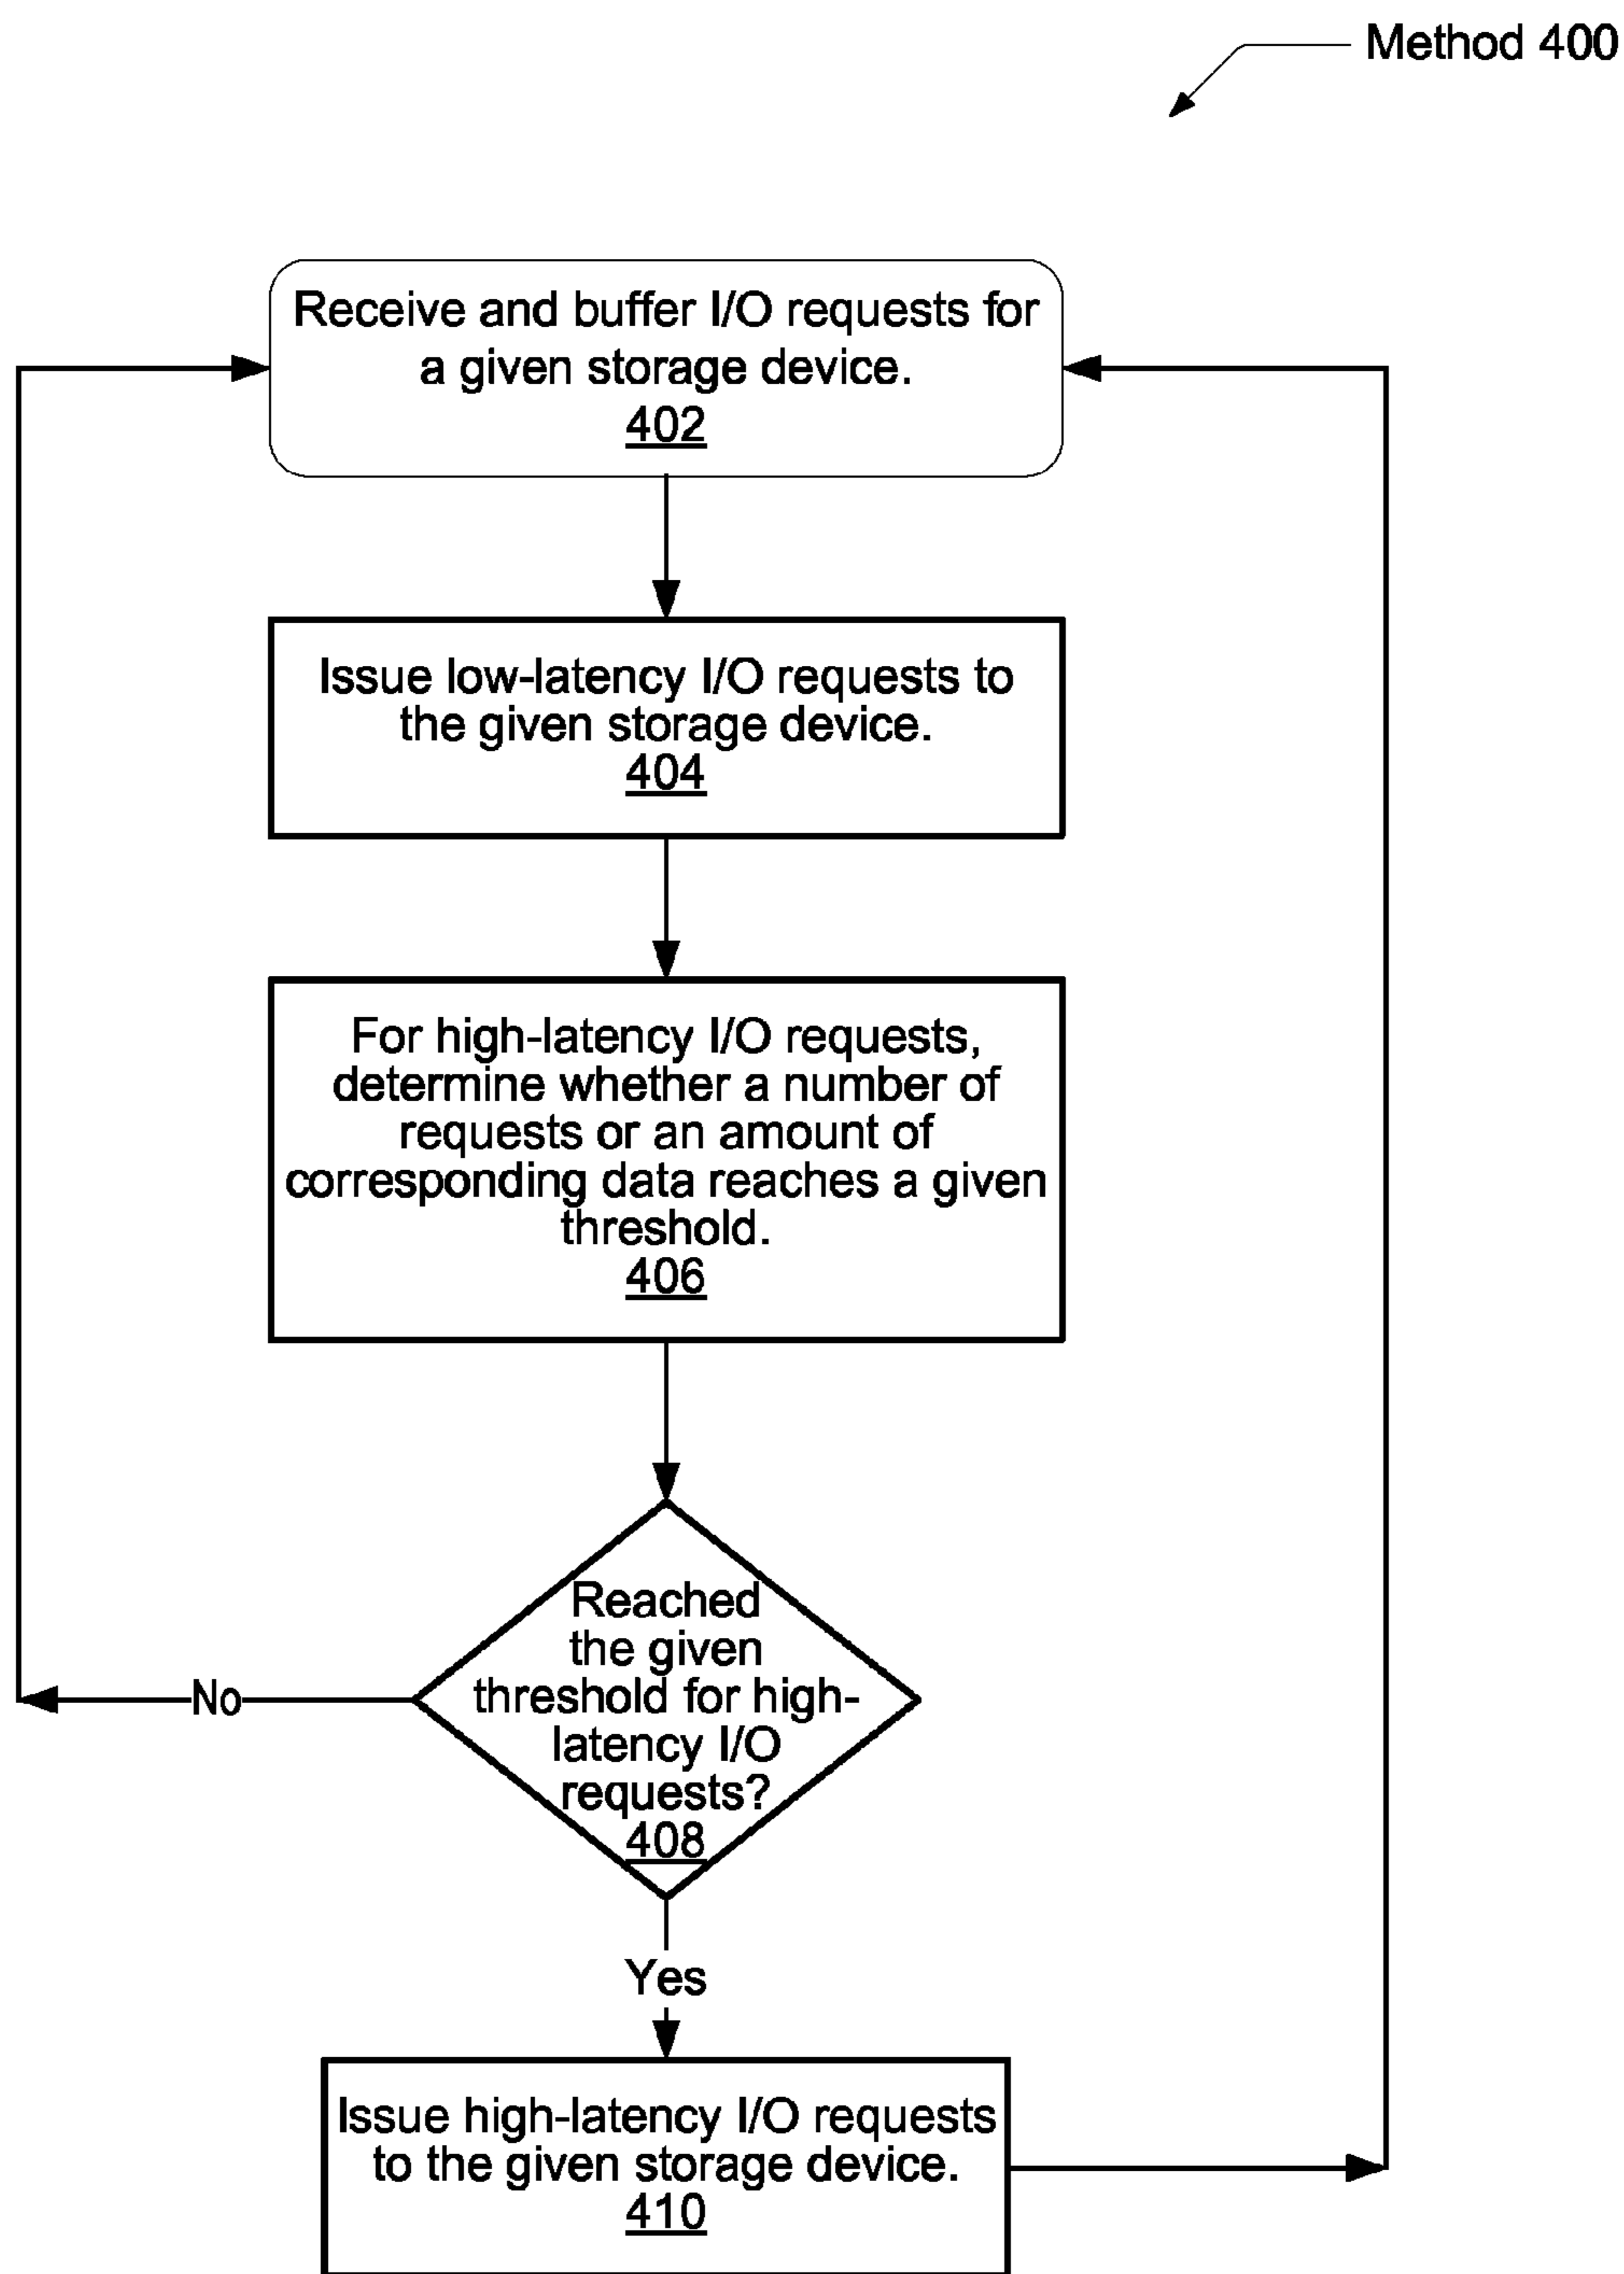 Method 400
Receive and buffer I/O requests for
a given storage device.
402
Issue low-latency I/O requests to
the given storage device.
404
For high-latency I/O requests,
determine whether a number of
requests or an amount of
corresponding data reaches a given
threshold.
406
Reached
the given
threshold for high-
latency I/O
requests?
408
No
Yes
Issue high-latency I/O requests
to the given storage device.
410